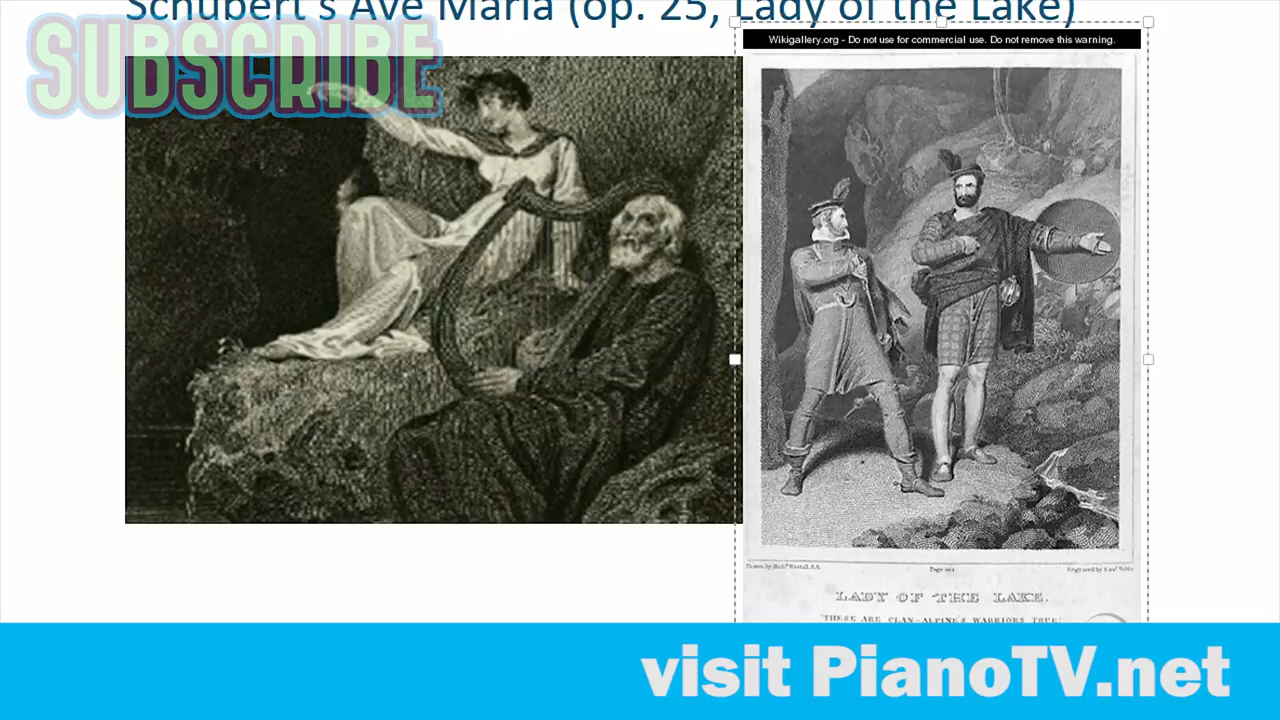 Schubert's Ave Maria (op. 25, Lady of the Lake)
SUBSCRIBE
Wikigallery.org - Do not use for commercial use. Do not remove this warning.
LADY OF THE LAKE.
"THESE ARE CLAN-ALPINE'S WARRIORS TRUE;
visit PianoTV.net